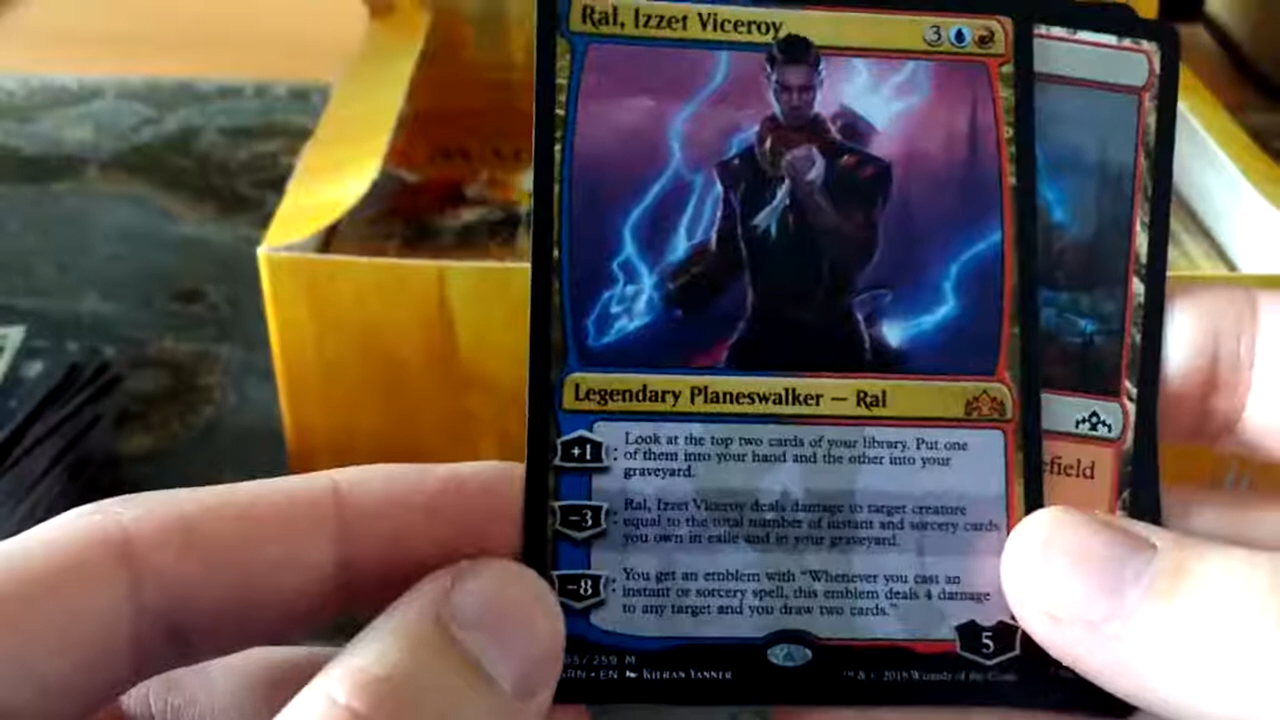 Ral, Izzet Viceroy
3
Legendary Planeswalker — Ral
+1
: Look at the top two cards of your library. Put one
of them into your hand and the other into your
graveyard.
efield
−3
: Ral, Izzet Viceroy deals damage to target creature
equal to the total number of instant and sorcery cards
you own in exile and in your graveyard.
−8
: You get an emblem with “Whenever you cast an
instant or sorcery spell, this emblem deals 4 damage
to any target and you draw two cards.”
5
/259 M
RN • EN Kieran Yanner
™ & © 2018 Wizards of the Coast